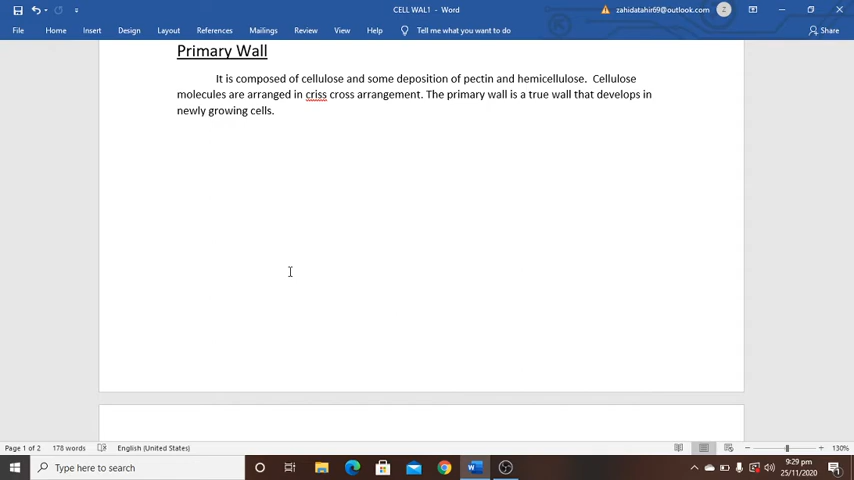 CELL WAL1 - Word
zahidatahir69@outlook.com
Z
File Home Insert Design Layout References Mailings Review View Help Tell me what you want to do Share
Primary Wall
It is composed of cellulose and some deposition of pectin and hemicellulose. Cellulose
molecules are arranged in criss cross arrangement. The primary wall is a true wall that develops in
newly growing cells.
Page 1 of 2 178 words English (United States) 130%
Type here to search
9:29 pm
25/11/2020